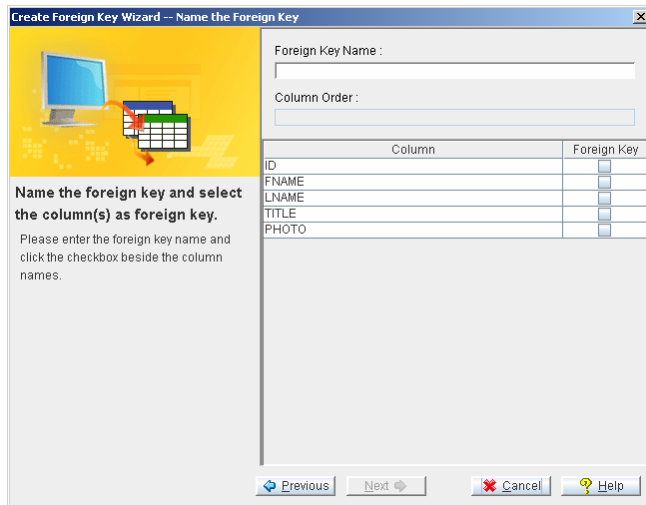 Create Foreign Key Wizard -- Name the Foreign Key
Name the foreign key and select
the column(s) as foreign key.
Please enter the foreign key name and
click the checkbox beside the column
names.
Foreign Key Name :
Column Order :
Column Foreign Key
ID
FNAME
LNAME
TITLE
PHOTO
Previous Next Cancel Help